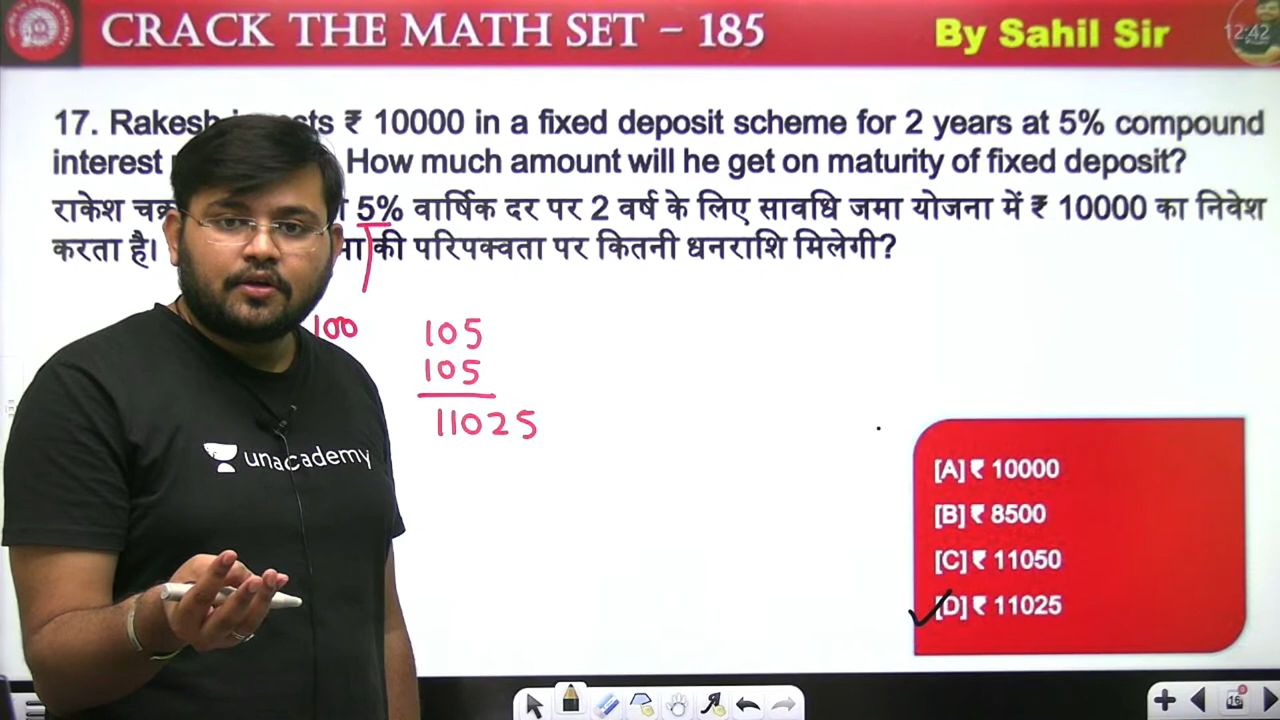 CRACK THE MATH SET – 185
By Sahil Sir
12:42
17. Rakesh ₹ 10000 in a fixed deposit scheme for 2 years at 5% compound
interest How much amount will he get on maturity of fixed deposit?
राकेश 5% वार्षिक दर पर 2 वर्ष के लिए सावधि जमा योजना में ₹ 10000 का निवेश
करता है। की परिपक्वता पर कितनी धनराशि मिलेगी?
100
105
105
11025
unacademy
[A] ₹ 10000
[B] ₹ 8500
[C] ₹ 11050
[D] ₹ 11025
16